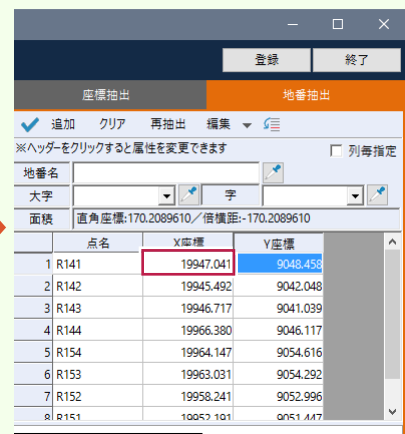 登録 終了
座標抽出 地番抽出
追加 クリア 再抽出 編集
※ヘッダーをクリックすると属性を変更できます 列毎指定
地番名
大字 字
面積 直角座標:170.2089610／倍横距:-170.2089610
点名 X座標 Y座標
1 R141 19947.041 9048.458
2 R142 19945.492 9042.048
3 R143 19946.717 9041.039
4 R144 19966.380 9046.117
5 R154 19964.147 9054.616
6 R153 19963.031 9054.292
7 R152 19958.241 9052.996
8 R151 19952.191 9051.447